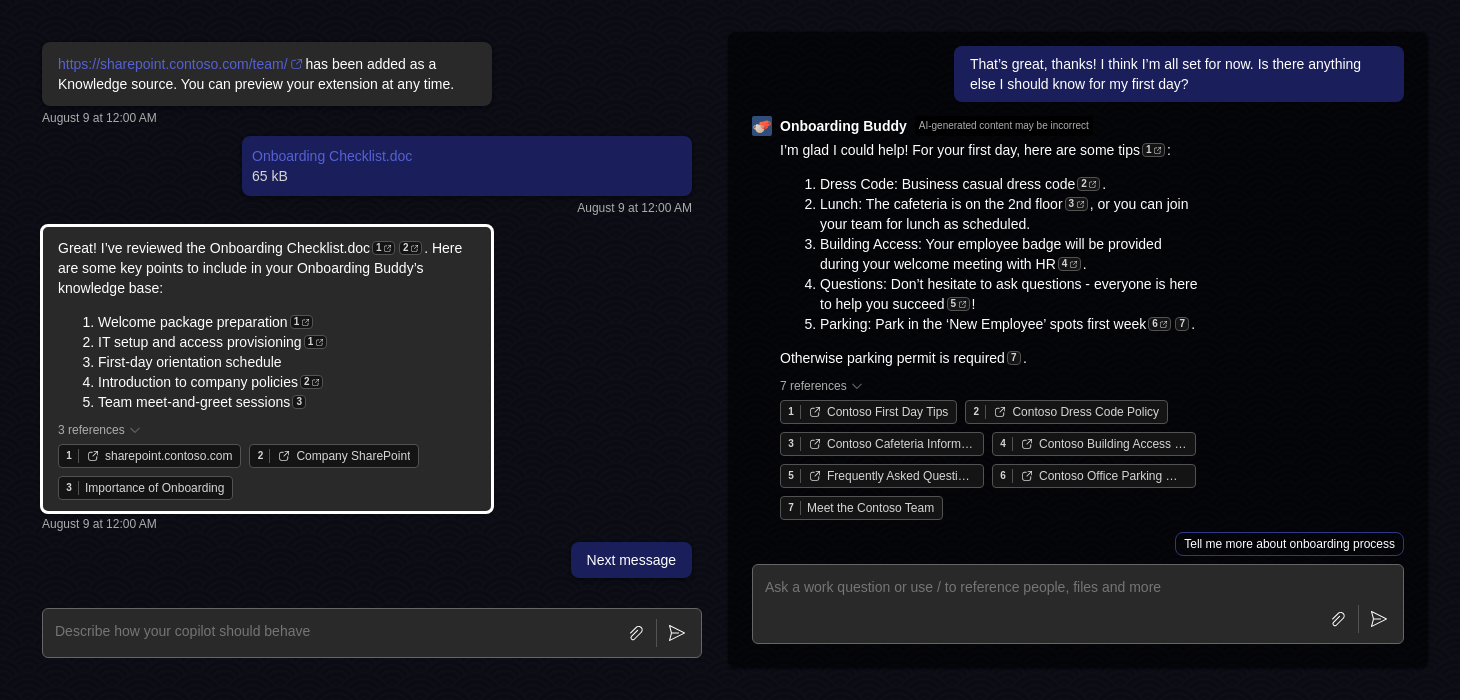 https://sharepoint.contoso.com/team/ has been added as a
Knowledge source. You can preview your extension at any time.
August 9 at 12:00 AM
Onboarding Checklist.doc
65 kB
August 9 at 12:00 AM
Great! I’ve reviewed the Onboarding Checklist.doc 1 2 . Here
are some key points to include in your Onboarding Buddy’s
knowledge base:
1. Welcome package preparation 1
2. IT setup and access provisioning 1
3. First-day orientation schedule
4. Introduction to company policies 2
5. Team meet-and-greet sessions 3
3 references
1 sharepoint.contoso.com 2 Company SharePoint
3 Importance of Onboarding
August 9 at 12:00 AM
Next message
Describe how your copilot should behave
That’s great, thanks! I think I’m all set for now. Is there anything
else I should know for my first day?
Onboarding Buddy AI-generated content may be incorrect
I’m glad I could help! For your first day, here are some tips 1 :
1. Dress Code: Business casual dress code 2 .
2. Lunch: The cafeteria is on the 2nd floor 3 , or you can join
your team for lunch as scheduled.
3. Building Access: Your employee badge will be provided
during your welcome meeting with HR 4 .
4. Questions: Don’t hesitate to ask questions - everyone is here
to help you succeed 5 !
5. Parking: Park in the ‘New Employee’ spots first week 6 7 .
Otherwise parking permit is required 7 .
7 references
1 Contoso First Day Tips 2 Contoso Dress Code Policy
3 Contoso Cafeteria Inform… 4 Contoso Building Access …
5 Frequently Asked Questi… 6 Contoso Office Parking …
7 Meet the Contoso Team
Tell me more about onboarding process
Ask a work question or use / to reference people, files and more